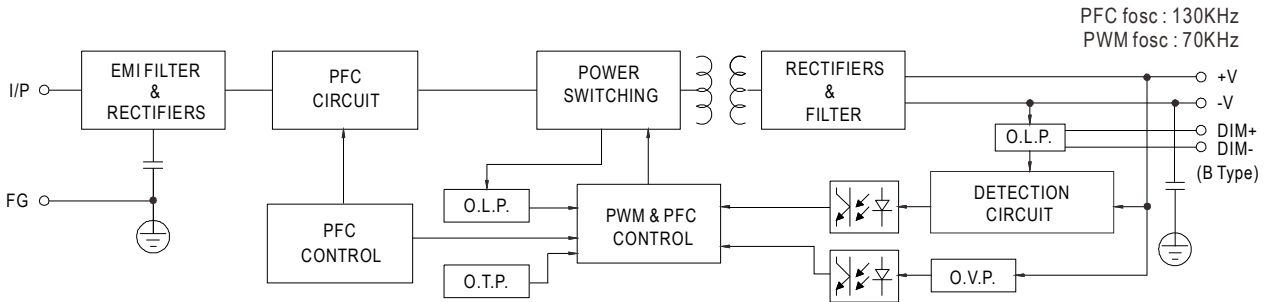 PFC fosc : 130KHz
PWM fosc : 70KHz
I/P
EMI FILTER
&
RECTIFIERS
PFC
CIRCUIT
POWER
SWITCHING
RECTIFIERS
&
FILTER
+V
-V
O.L.P.
DIM+
DIM-
(B Type)
FG
PFC
CONTROL
O.L.P.
O.T.P.
PWM & PFC
CONTROL
DETECTION
CIRCUIT
O.V.P.